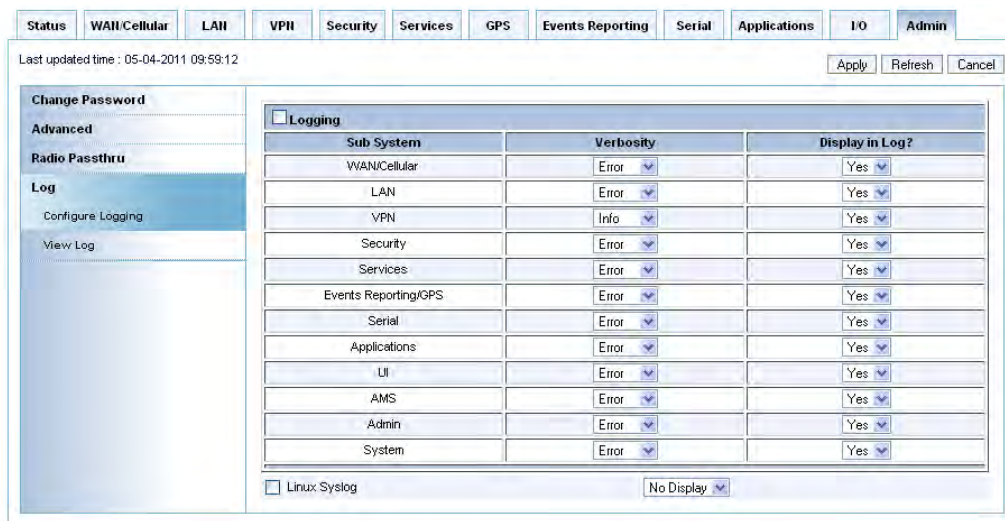 Status WAN/Cellular LAN VPN Security Services GPS Events Reporting Serial Applications I/O Admin
Last updated time : 05-04-2011 09:59:12
Apply Refresh Cancel
Change Password
Advanced
Radio Passthru
Log
Configure Logging
View Log
Logging
Sub System Verbosity Display in Log?
WAN/Cellular Error Yes
LAN Error Yes
VPN Info Yes
Security Error Yes
Services Error Yes
Events Reporting/GPS Error Yes
Serial Error Yes
Applications Error Yes
UI Error Yes
AMS Error Yes
Admin Error Yes
System Error Yes
Linux Syslog No Display